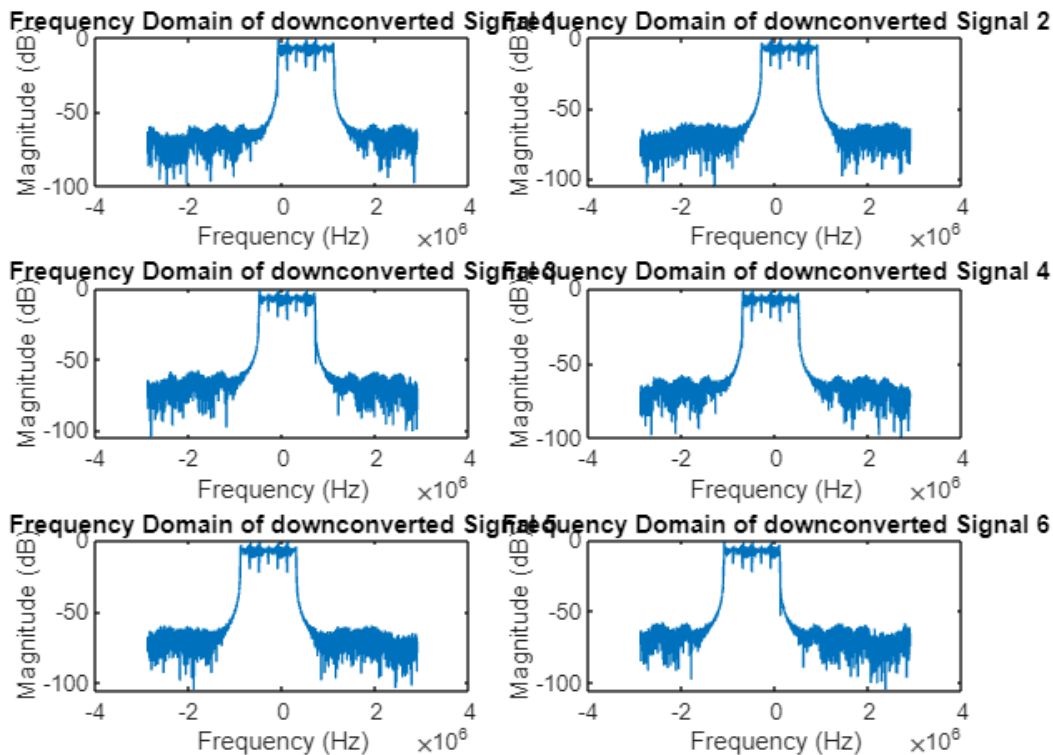 Frequency Domain of downconverted Signal 1
Magnitude (dB)
0
-50
-100
-4 -2 0 2 4
Frequency (Hz) ×10⁶
Frequency Domain of downconverted Signal 2
Magnitude (dB)
0
-50
-100
-4 -2 0 2 4
Frequency (Hz) ×10⁶
Frequency Domain of downconverted Signal 3
Magnitude (dB)
0
-50
-100
-4 -2 0 2 4
Frequency (Hz) ×10⁶
Frequency Domain of downconverted Signal 4
Magnitude (dB)
0
-50
-100
-4 -2 0 2 4
Frequency (Hz) ×10⁶
Frequency Domain of downconverted Signal 5
Magnitude (dB)
0
-50
-100
-4 -2 0 2 4
Frequency (Hz) ×10⁶
Frequency Domain of downconverted Signal 6
Magnitude (dB)
0
-50
-100
-4 -2 0 2 4
Frequency (Hz) ×10⁶